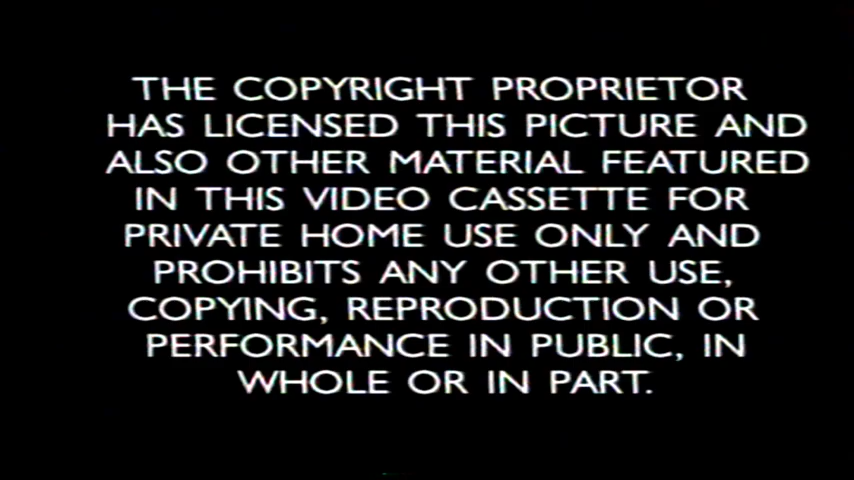 THE COPYRIGHT PROPRIETOR
HAS LICENSED THIS PICTURE AND
ALSO OTHER MATERIAL FEATURED
IN THIS VIDEO CASSETTE FOR
PRIVATE HOME USE ONLY AND
PROHIBITS ANY OTHER USE,
COPYING, REPRODUCTION OR
PERFORMANCE IN PUBLIC, IN
WHOLE OR IN PART.